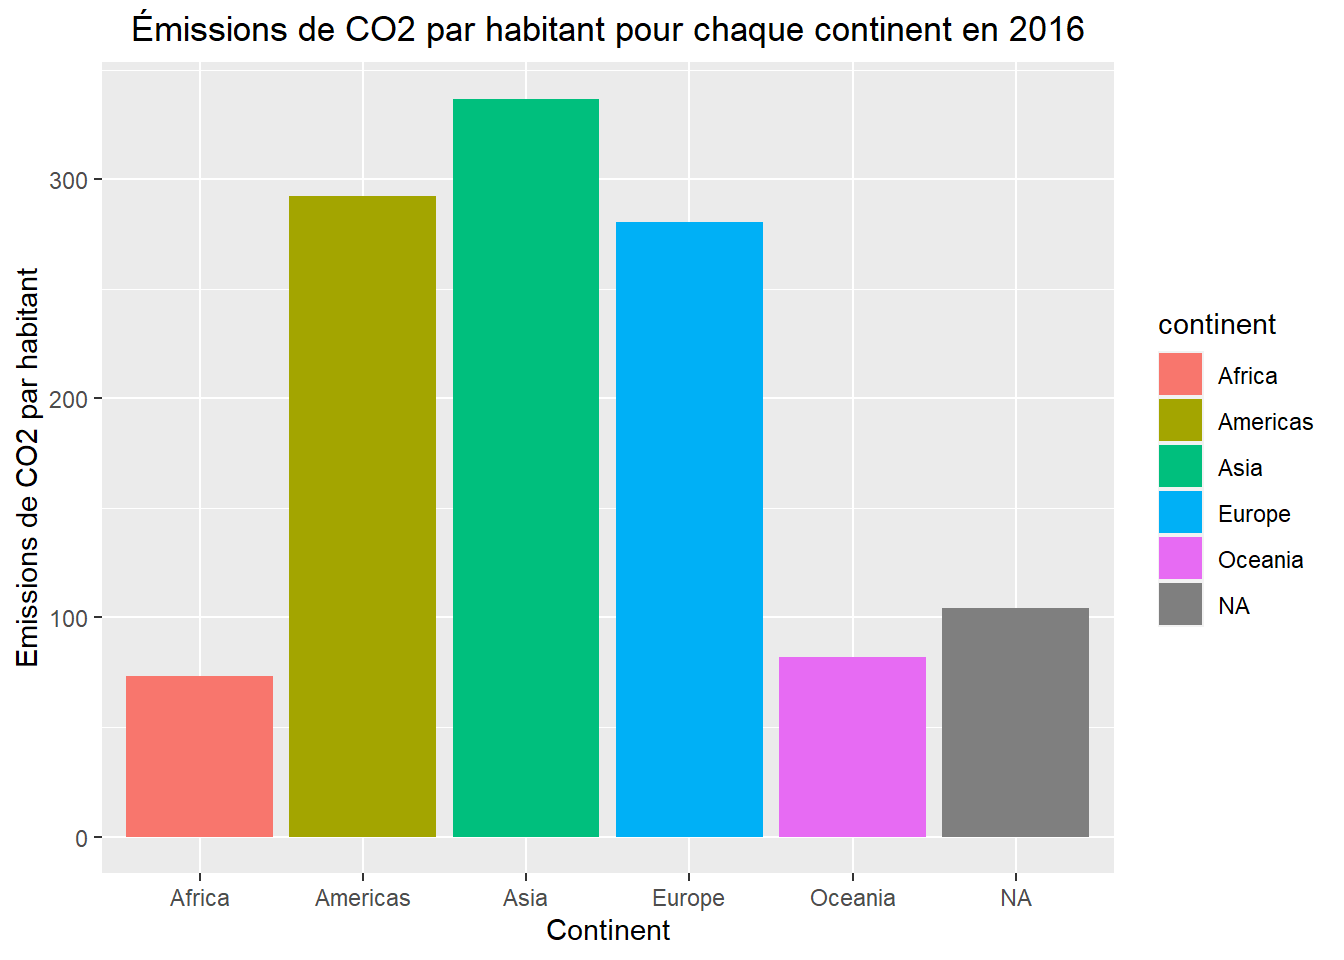 Émissions de CO2 par habitant pour chaque continent en 2016
Emissions de CO2 par habitant
300
200
100
0
Africa
Americas
Asia
Europe
Oceania
NA
Continent
continent
Africa
Americas
Asia
Europe
Oceania
NA